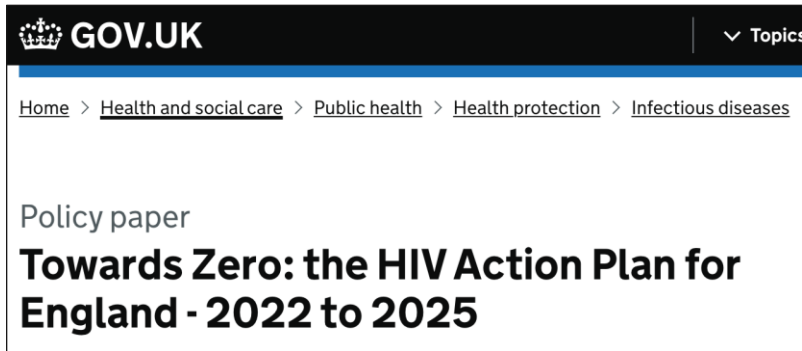 GOV.UK
Topics
Home > Health and social care > Public health > Health protection > Infectious diseases
Policy paper
Towards Zero: the HIV Action Plan for
England - 2022 to 2025